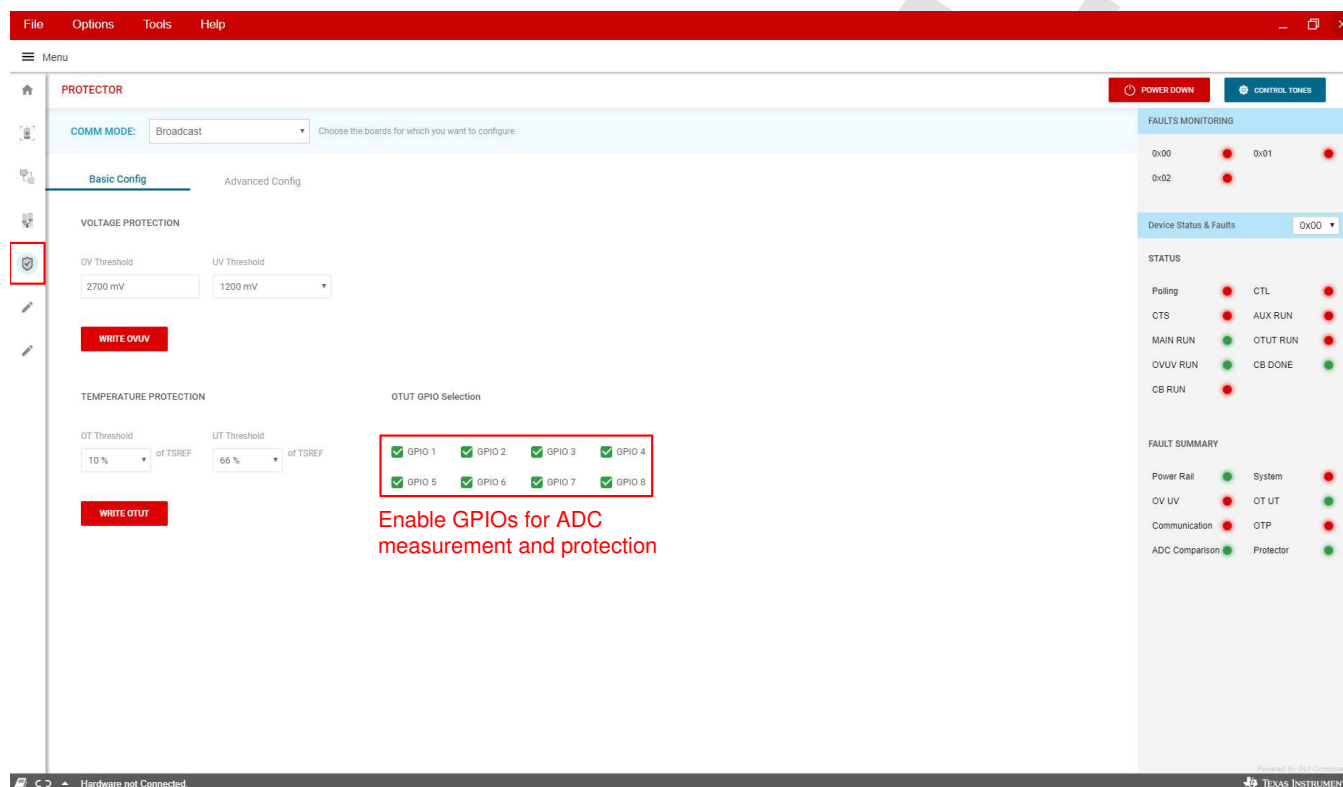 File Options Tools Help
Menu
PROTECTOR
POWER DOWN
CONTROL TONES
COMM MODE: Broadcast Choose the boards for which you want to configure.
Basic Config Advanced Config
VOLTAGE PROTECTION
OV Threshold UV Threshold
2700 mV 1200 mV
WRITE OVUV
TEMPERATURE PROTECTION
OT Threshold UT Threshold
10 % of TSREF 66 % of TSREF
WRITE OTUT
OTUT GPIO Selection
GPIO 1 GPIO 2 GPIO 3 GPIO 4
GPIO 5 GPIO 6 GPIO 7 GPIO 8
Enable GPIOs for ADC
measurement and protection
FAULTS MONITORING
0x00 0x01
0x02
Device Status & Faults 0x00
STATUS
Polling CTL
CTS AUX RUN
MAIN RUN OTUT RUN
OVUV RUN CB DONE
CB RUN
FAULT SUMMARY
Power Rail System
OV UV OT UT
Communication OTP
ADC Comparison Protector
Powered By GUI Composer
Hardware not Connected.
TEXAS INSTRUMENT